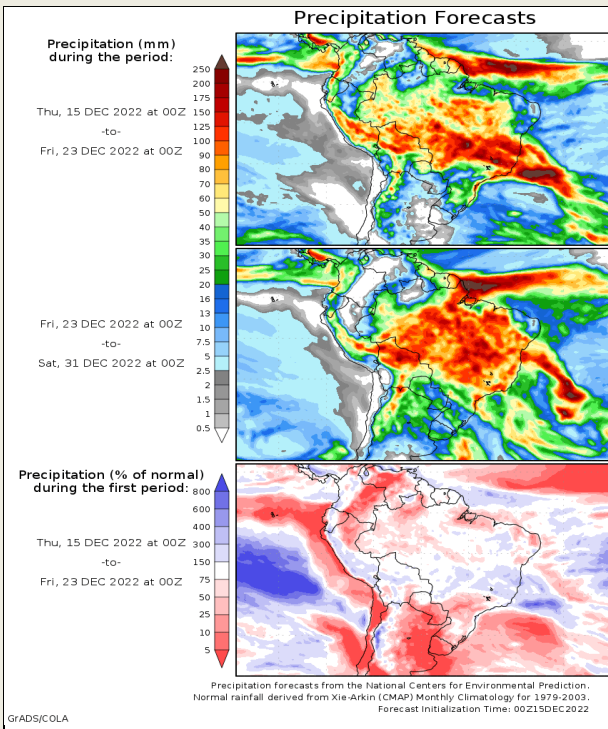 Precipitation Forecasts
Precipitation (mm)
during the period:
Thu, 15 DEC 2022 at 00Z
-to-
Fri, 23 DEC 2022 at 00Z
250
200
175
150
125
100
90
80
70
60
50
40
35
30
25
20
16
13
10
7.5
5
2.5
2
1.5
1
0.5
Fri, 23 DEC 2022 at 00Z
-to-
Sat, 31 DEC 2022 at 00Z
Precipitation (% of normal)
during the first period:
Thu, 15 DEC 2022 at 00Z
-to-
Fri, 23 DEC 2022 at 00Z
800
600
400
300
150
75
50
25
10
5
Precipitation forecasts from the National Centers for Environmental Prediction.
Normal rainfall derived from Xie-Arkin (CMAP) Monthly Climatology for 1979-2003.
Forecast Initialization Time: 00Z15DEC2022
GrADS/COLA